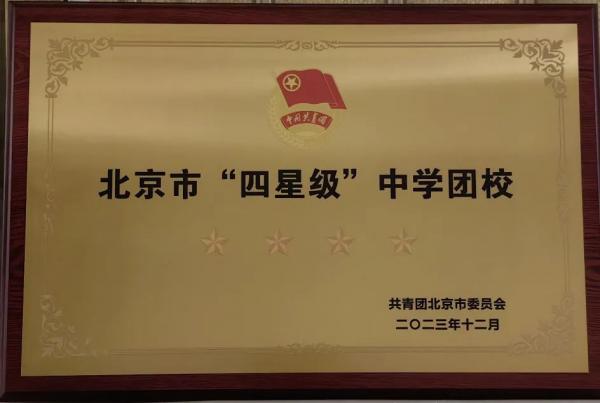 中国共青团
北京市“四星级”中学团校
共青团北京市委员会
二〇二三年十二月